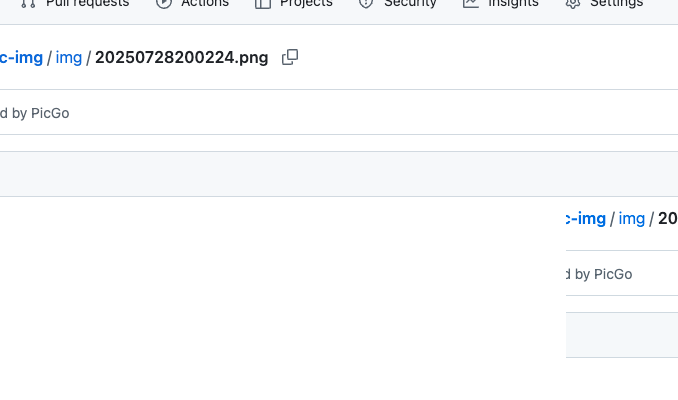 Pull requests Actions Projects Security Insights Settings
c-img / img / 20250728200224.png
d by PicGo
c-img / img / 20
d by PicGo